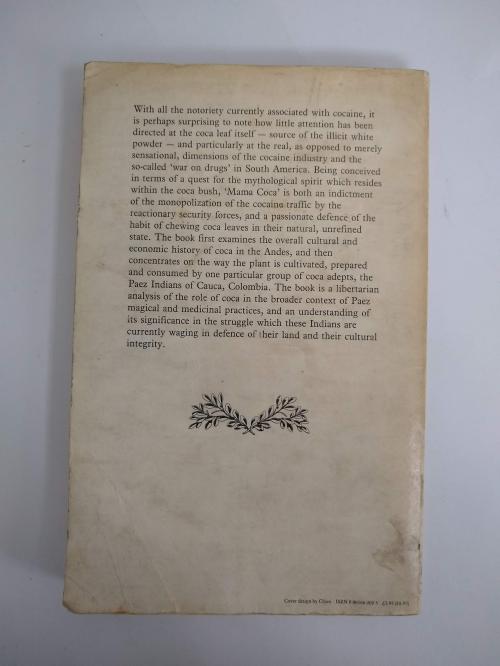 With all the notoriety currently associated with cocaine, it
is perhaps surprising to note how little attention has been
directed at the coca leaf itself — source of the illicit white
powder — and particularly at the real, as opposed to merely
sensational, dimensions of the cocaine industry and the
so-called ‘war on drugs’ in South America. Being conceived
in terms of a quest for the mythological spirit which resides
within the coca bush, ‘Mama Coca’ is both an indictment
of the monopolization of the cocaine traffic by the
reactionary security forces, and a passionate defence of the
habit of chewing coca leaves in their natural, unrefined
state. The book first examines the overall cultural and
economic history of coca in the Andes, and then
concentrates on the way the plant is cultivated, prepared
and consumed by one particular group of coca adepts, the
Paez Indians of Cauca, Colombia. The book is a libertarian
analysis of the role of coca in the broader context of Paez
magical and medicinal practices, and an understanding of
its significance in the struggle which these Indians are
currently waging in defence of their land and their cultural
integrity.
Cover design by ISBN